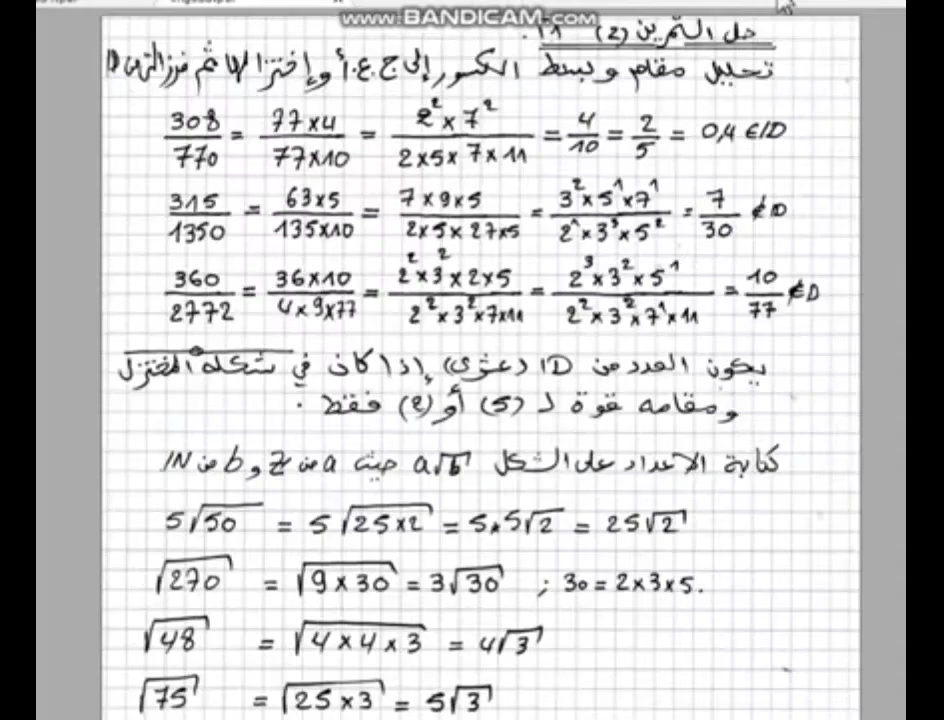 www.BANDICAM.com
حل التمرين (2) ١٦.
تحليل مقام وبسط الكسور إلى ج.ع.أ وإختزالها ثم فرز الترين D
308/770 = 77×4/77×10 = 2² × 7²/2×5×7×11 = 4/10 = 2/5 = 0,4 ∈ ID
315/1350 = 63×5/135×10 = 7×9×5/2×5×27×5 = 3²×5¹×7¹/2¹×3³×5² = 7/30 ∉ ID
360/2772 = 36×10/4×9×77 = 2²×3²×2×5/2²×3²×7×11 = 2³×3²×5¹/2²×3²×7¹×11 = 10/77 ∉ D
يكون العدد من ID (عشري) إذا كان في شكله المختزل
ومقامه قوة لـ (5) أو (2) فقط .
كتابة الأعداد على الشكل a√b حيث a من Z و b من IN
5√50 = 5√25×2 = 5×5√2 = 25√2
√270 = √9×30 = 3√30 ; 30 = 2×3×5.
√48 = √4×4×3 = 4√3
√75 = √25×3 = 5√3